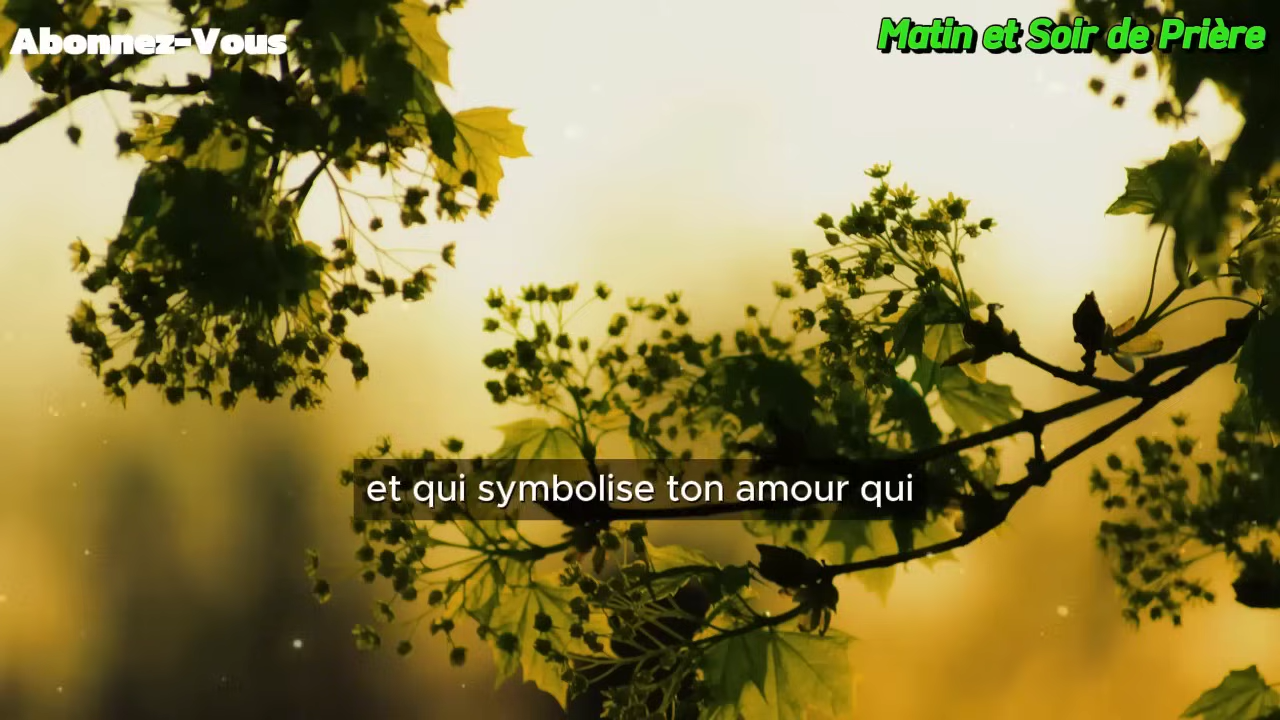 Abonnez-Vous
Matin et Soir de Prière
et qui symbolise ton amour qui